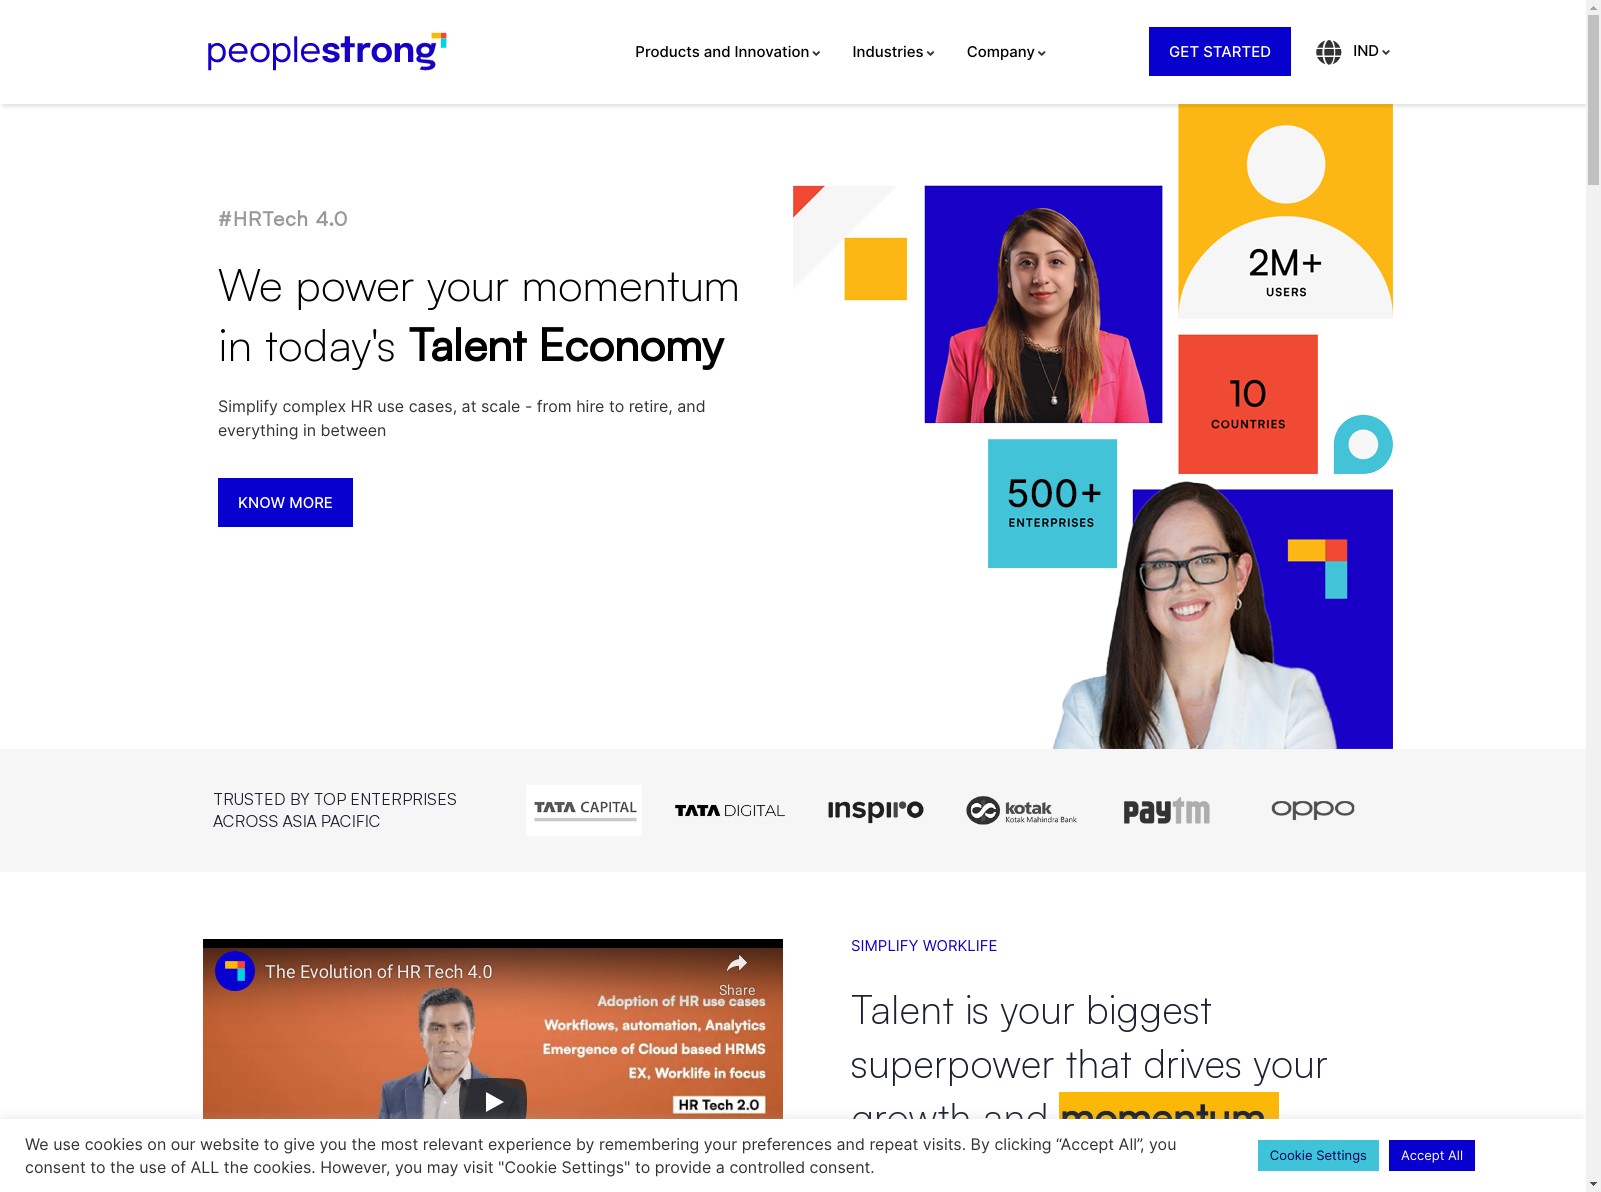 peoplestrong
Products and Innovation
Industries
Company
GET STARTED
IND
#HRTech 4.0
We power your momentum
in today's Talent Economy
Simplify complex HR use cases, at scale - from hire to retire, and
everything in between
KNOW MORE
2M+
USERS
10
COUNTRIES
500+
ENTERPRISES
TRUSTED BY TOP ENTERPRISES
ACROSS ASIA PACIFIC
TATA CAPITAL
TATA DIGITAL
inspiro
kotak
Kotak Mahindra Bank
paytm
oppo
The Evolution of HR Tech 4.0
Share
Adoption of HR use cases
Workflows, automation, Analytics
Emergence of Cloud based HRMS
EX, Worklife in focus
HR Tech 2.0
SIMPLIFY WORKLIFE
Talent is your biggest
superpower that drives your
growth and momentum
We use cookies on our website to give you the most relevant experience by remembering your preferences and repeat visits. By clicking “Accept All”, you
consent to the use of ALL the cookies. However, you may visit "Cookie Settings" to provide a controlled consent.
Cookie Settings
Accept All